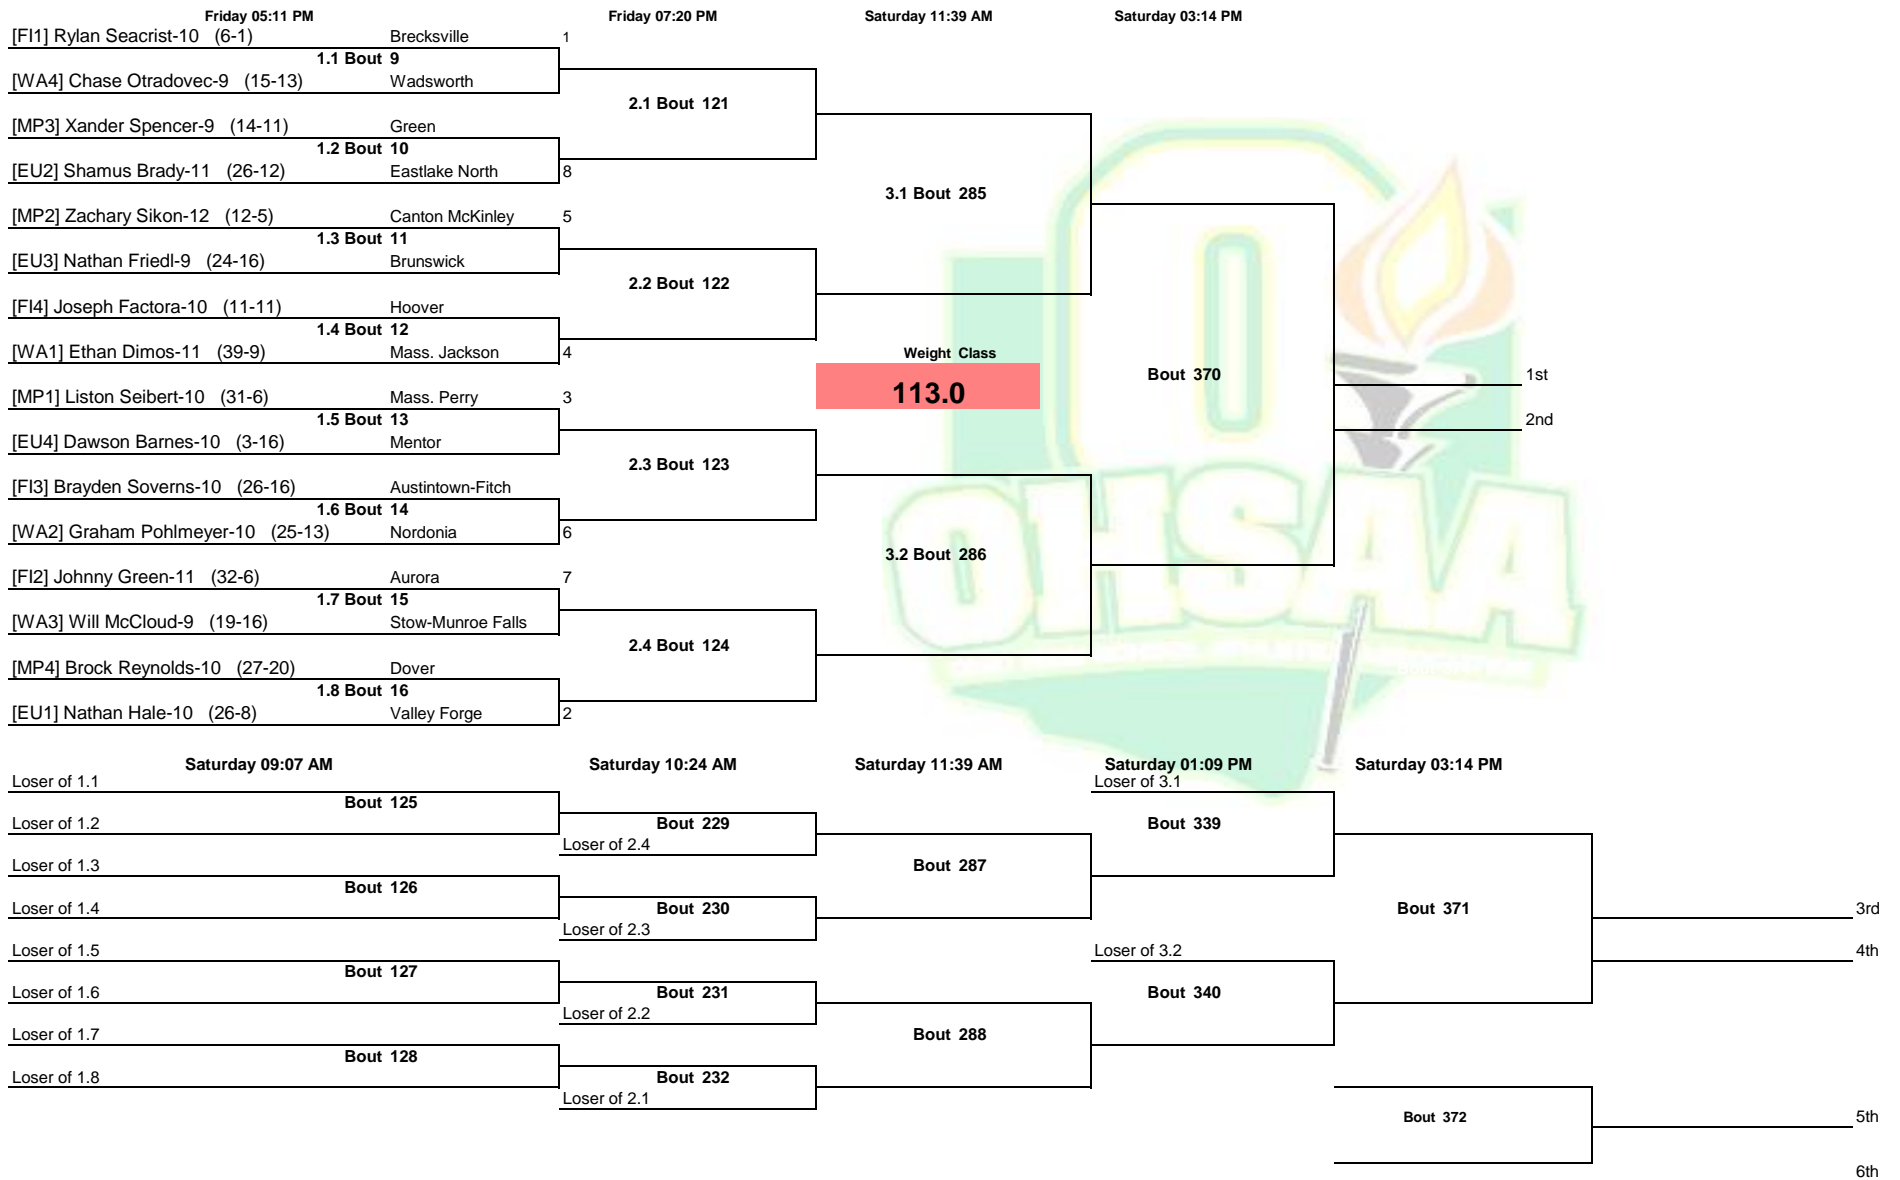 Friday 05:11 PM Friday 07:20 PM Saturday 11:39 AM Saturday 03:14 PM
[FI1] Rylan Seacrist-10 (6-1) Brecksville 1
1.1 Bout 9
[WA4] Chase Otradovec-9 (15-13) Wadsworth
2.1 Bout 121
[MP3] Xander Spencer-9 (14-11) Green
1.2 Bout 10
[EU2] Shamus Brady-11 (26-12) Eastlake North 8
3.1 Bout 285
[MP2] Zachary Sikon-12 (12-5) Canton McKinley 5
1.3 Bout 11
[EU3] Nathan Friedl-9 (24-16) Brunswick
2.2 Bout 122
[FI4] Joseph Factora-10 (11-11) Hoover
1.4 Bout 12
[WA1] Ethan Dimos-11 (39-9) Mass. Jackson 4
Weight Class
113.0
Bout 370
1st
2nd
[MP1] Liston Seibert-10 (31-6) Mass. Perry 3
1.5 Bout 13
[EU4] Dawson Barnes-10 (3-16) Mentor
2.3 Bout 123
[FI3] Brayden Soverns-10 (26-16) Austintown-Fitch
1.6 Bout 14
[WA2] Graham Pohlmeyer-10 (25-13) Nordonia 6
3.2 Bout 286
OHSAA
[FI2] Johnny Green-11 (32-6) Aurora 7
1.7 Bout 15
[WA3] Will McCloud-9 (19-16) Stow-Munroe Falls
2.4 Bout 124
[MP4] Brock Reynolds-10 (27-20) Dover
1.8 Bout 16
[EU1] Nathan Hale-10 (26-8) Valley Forge 2
Saturday 09:07 AM Saturday 10:24 AM Saturday 11:39 AM Saturday 01:09 PM Saturday 03:14 PM
Loser of 1.1 Loser of 3.1
Bout 125
Loser of 1.2 Bout 229 Bout 339
Loser of 2.4
Loser of 1.3 Bout 287
Bout 126
Loser of 1.4 Bout 230 Bout 371 3rd
Loser of 2.3
Loser of 1.5 Loser of 3.2 4th
Bout 127
Loser of 1.6 Bout 231 Bout 340
Loser of 2.2
Loser of 1.7 Bout 288
Bout 128
Loser of 1.8 Bout 232
Loser of 2.1
Bout 372 5th
6th